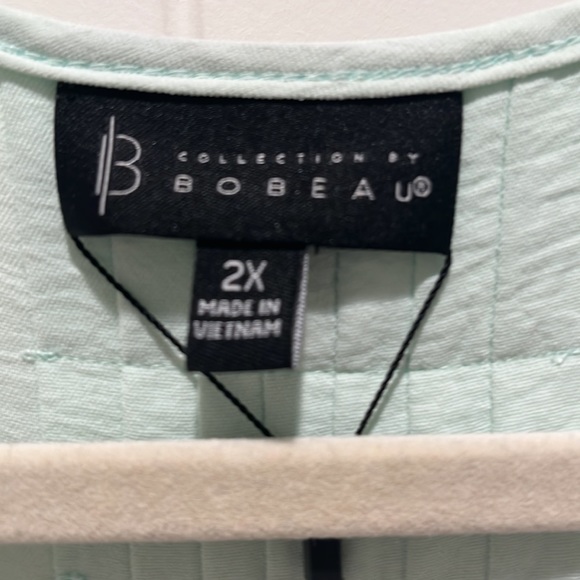 B
COLLECTION BY
BOBEAU®
2X
MADE IN
VIETNAM